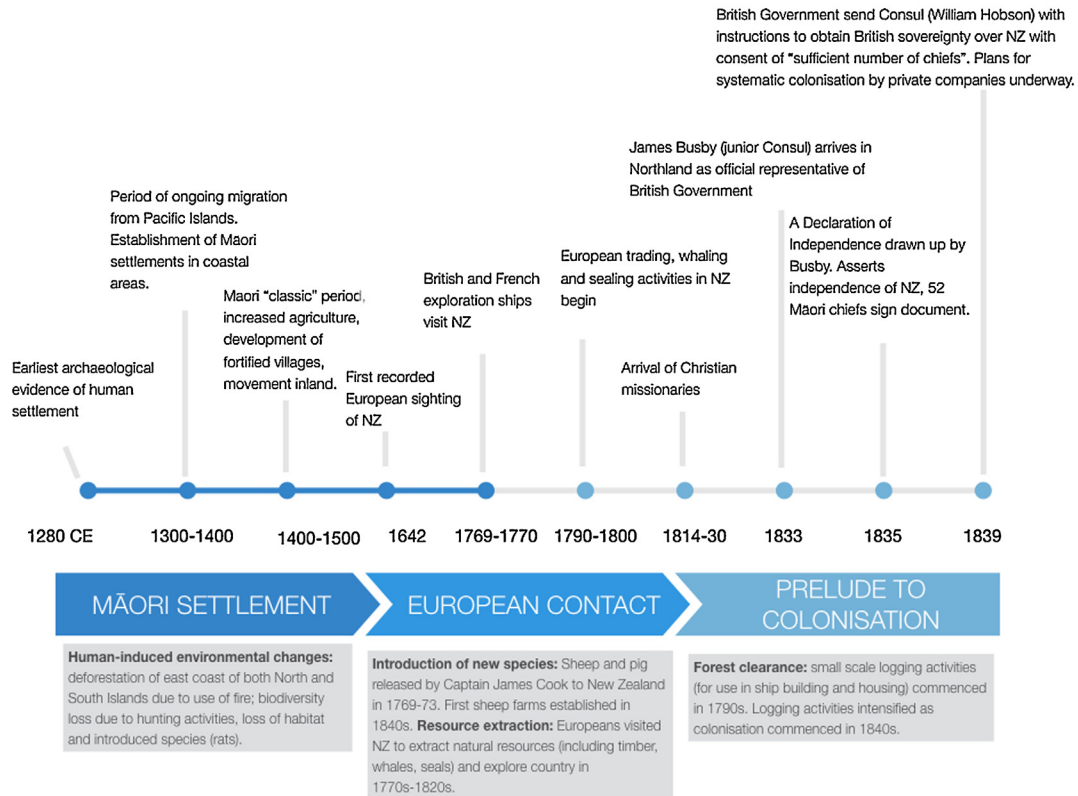 British Government send Consul (William Hobson) with
instructions to obtain British sovereignty over NZ with
consent of “sufficient number of chiefs”. Plans for
systematic colonisation by private companies underway.
James Busby (junior Consul) arrives in
Northland as official representative of
British Government
Period of ongoing migration
from Pacific Islands.
Establishment of Māori
settlements in coastal
areas.
A Declaration of
Independence drawn up by
Busby. Asserts
independence of NZ, 52
Māori chiefs sign document.
European trading, whaling
and sealing activities in NZ
begin
British and French
exploration ships
visit NZ
Maori “classic” period,
increased agriculture,
development of
fortified villages,
movement inland.
Earliest archaeological
evidence of human
settlement
First recorded
European sighting
of NZ
Arrival of Christian
missionaries
1280 CE
1300-1400
1400-1500
1642
1769-1770
1790-1800
1814-30
1833
1835
1839
MĀORI SETTLEMENT
EUROPEAN CONTACT
PRELUDE TO
COLONISATION
Human-induced environmental changes:
deforestation of east coast of both North and
South Islands due to use of fire; biodiversity
loss due to hunting activities, loss of habitat
and introduced species (rats).
Introduction of new species: Sheep and pig
released by Captain James Cook to New Zealand
in 1769-73. First sheep farms established in
1840s. Resource extraction: Europeans visited
NZ to extract natural resources (including timber,
whales, seals) and explore country in
1770s-1820s.
Forest clearance: small scale logging activities
(for use in ship building and housing) commenced
in 1790s. Logging activities intensified as
colonisation commenced in 1840s.